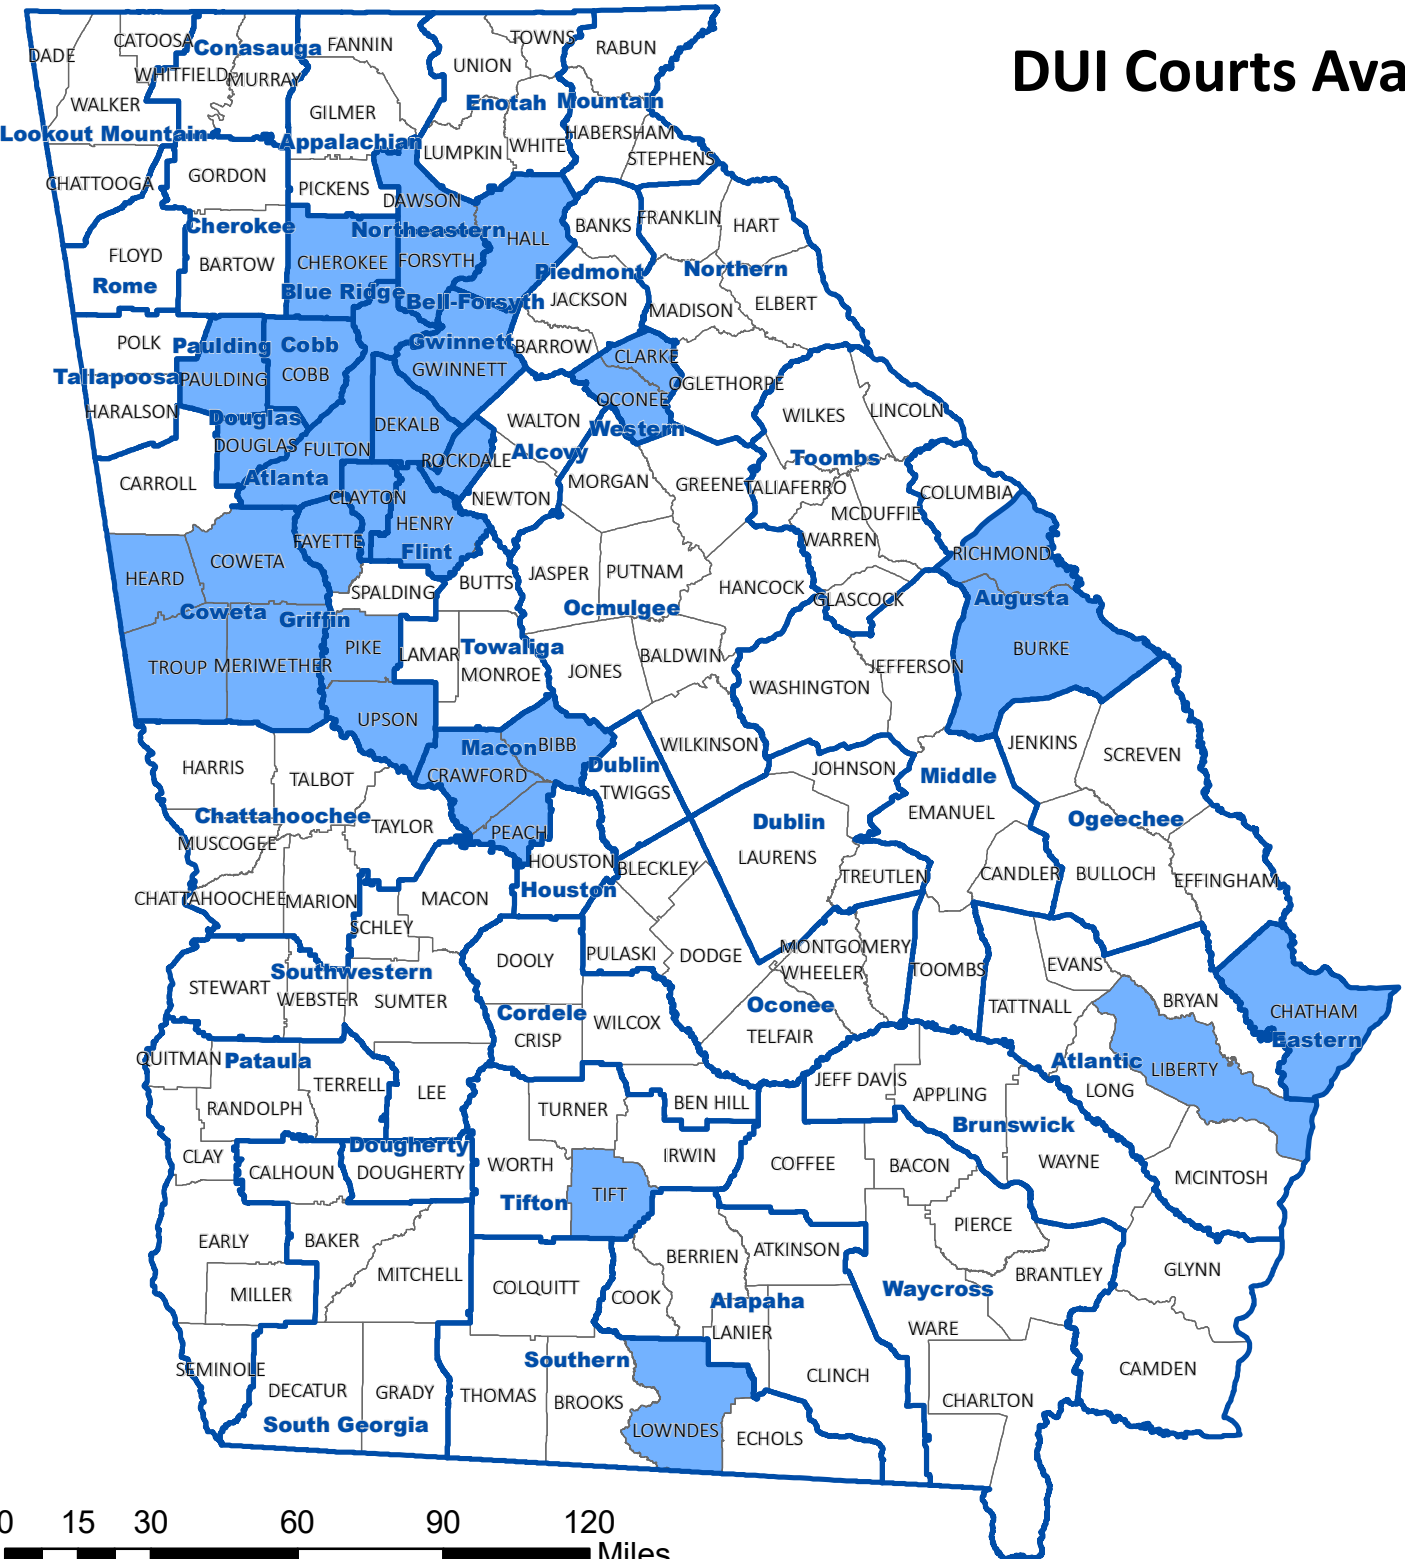 DUI Courts Ava
DADE
CATOOSA
Conasauga
FANNIN
TOWNS
RABUN
UNION
WHITFIELD
MURRAY
WALKER
GILMER
Enotah
Mountain
Lookout Mountain
Appalachian
HABERSHAM
LUMPKIN
WHITE
STEPHENS
CHATTOOGA
GORDON
PICKENS
DAWSON
Cherokee
Northeastern
HALL
BANKS
FRANKLIN
HART
FLOYD
BARTOW
CHEROKEE
FORSYTH
Rome
Blue Ridge
Bell-Forsyth
Piedmont
Northern
JACKSON
MADISON
ELBERT
POLK
Paulding
Cobb
Gwinnett
BARROW
CLARKE
Tallapoosa
PAULDING
COBB
GWINNETT
OGLETHORPE
HARALSON
Douglas
DEKALB
WALTON
OCONEE
WILKES
LINCOLN
DOUGLAS
FULTON
Alcovy
Western
Toombs
CARROLL
Atlanta
ROCKDALE
MORGAN
GREENE
TALIAFERRO
COLUMBIA
CLAYTON
NEWTON
MCDUFFIE
HENRY
WARREN
FAYETTE
Flint
RICHMOND
HEARD
COWETA
SPALDING
BUTTS
JASPER
PUTNAM
HANCOCK
GLASCOCK
Augusta
Coweta
Griffin
Ocmulgee
TROUP
MERIWETHER
PIKE
LAMAR
Towaliga
MONROE
JONES
BALDWIN
WASHINGTON
JEFFERSON
BURKE
UPSON
HARRIS
TALBOT
Macon
BIBB
WILKINSON
JENKINS
SCREVEN
CRAWFORD
Dublin
TWIGGS
JOHNSON
Middle
Chattahoochee
TAYLOR
PEACH
Dublin
EMANUEL
Ogeechee
MUSCOGEE
HOUSTON
BLECKLEY
LAURENS
TREUTLEN
CANDLER
BULLOCH
EFFINGHAM
CHATTAHOOCHEE
MARION
MACON
Houston
SCHLEY
DOOLY
PULASKI
DODGE
MONTGOMERY
Southwestern
WHEELER
TOOMBS
EVANS
STEWART
WEBSTER
SUMTER
Cordele
WILCOX
Oconee
TATTNALL
BRYAN
CHATHAM
CRISP
TELFAIR
Eastern
QUITMAN
Pataula
TERRELL
LEE
JEFF DAVIS
APPLING
Atlantic
LIBERTY
LONG
RANDOLPH
TURNER
BEN HILL
Brunswick
CLAY
CALHOUN
Dougherty
DOUGHERTY
WORTH
IRWIN
COFFEE
BACON
WAYNE
MCINTOSH
Tifton
TIFT
EARLY
BAKER
BERRIEN
ATKINSON
PIERCE
MITCHELL
COLQUITT
COOK
BRANTLEY
GLYNN
MILLER
Alapaha
Waycross
LANIER
WARE
SEMINOLE
DECATUR
GRADY
Southern
THOMAS
BROOKS
CLINCH
CAMDEN
CHARLTON
South Georgia
LOWNDES
ECHOLS
0 15 30 60 90 120
Miles